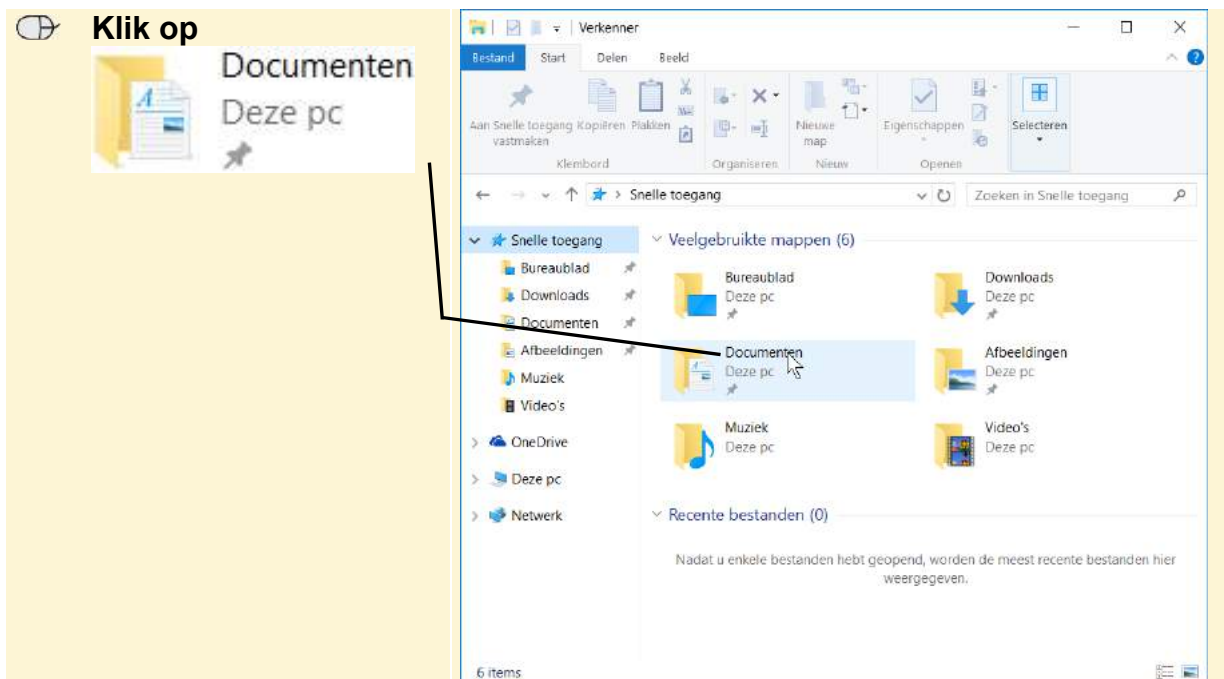 Klik op
Documenten
Deze pc
Verkenner
Bestand Start Delen Beeld
Aan Snelle toegang vastmaken
Kopiëren
Plakken
Nieuwe map
Eigenschappen
Selecteren
Klembord
Organiseren
Nieuw
Openen
Snelle toegang
Zoeken in Snelle toegang
Snelle toegang
Bureaublad
Downloads
Documenten
Afbeeldingen
Muziek
Video's
OneDrive
Deze pc
Netwerk
Veelgebruikte mappen (6)
Bureaublad
Deze pc
Downloads
Deze pc
Documenten
Deze pc
Afbeeldingen
Deze pc
Muziek
Deze pc
Video's
Deze pc
Recente bestanden (0)
Nadat u enkele bestanden hebt geopend, worden de meest recente bestanden hier
weergegeven.
6 items